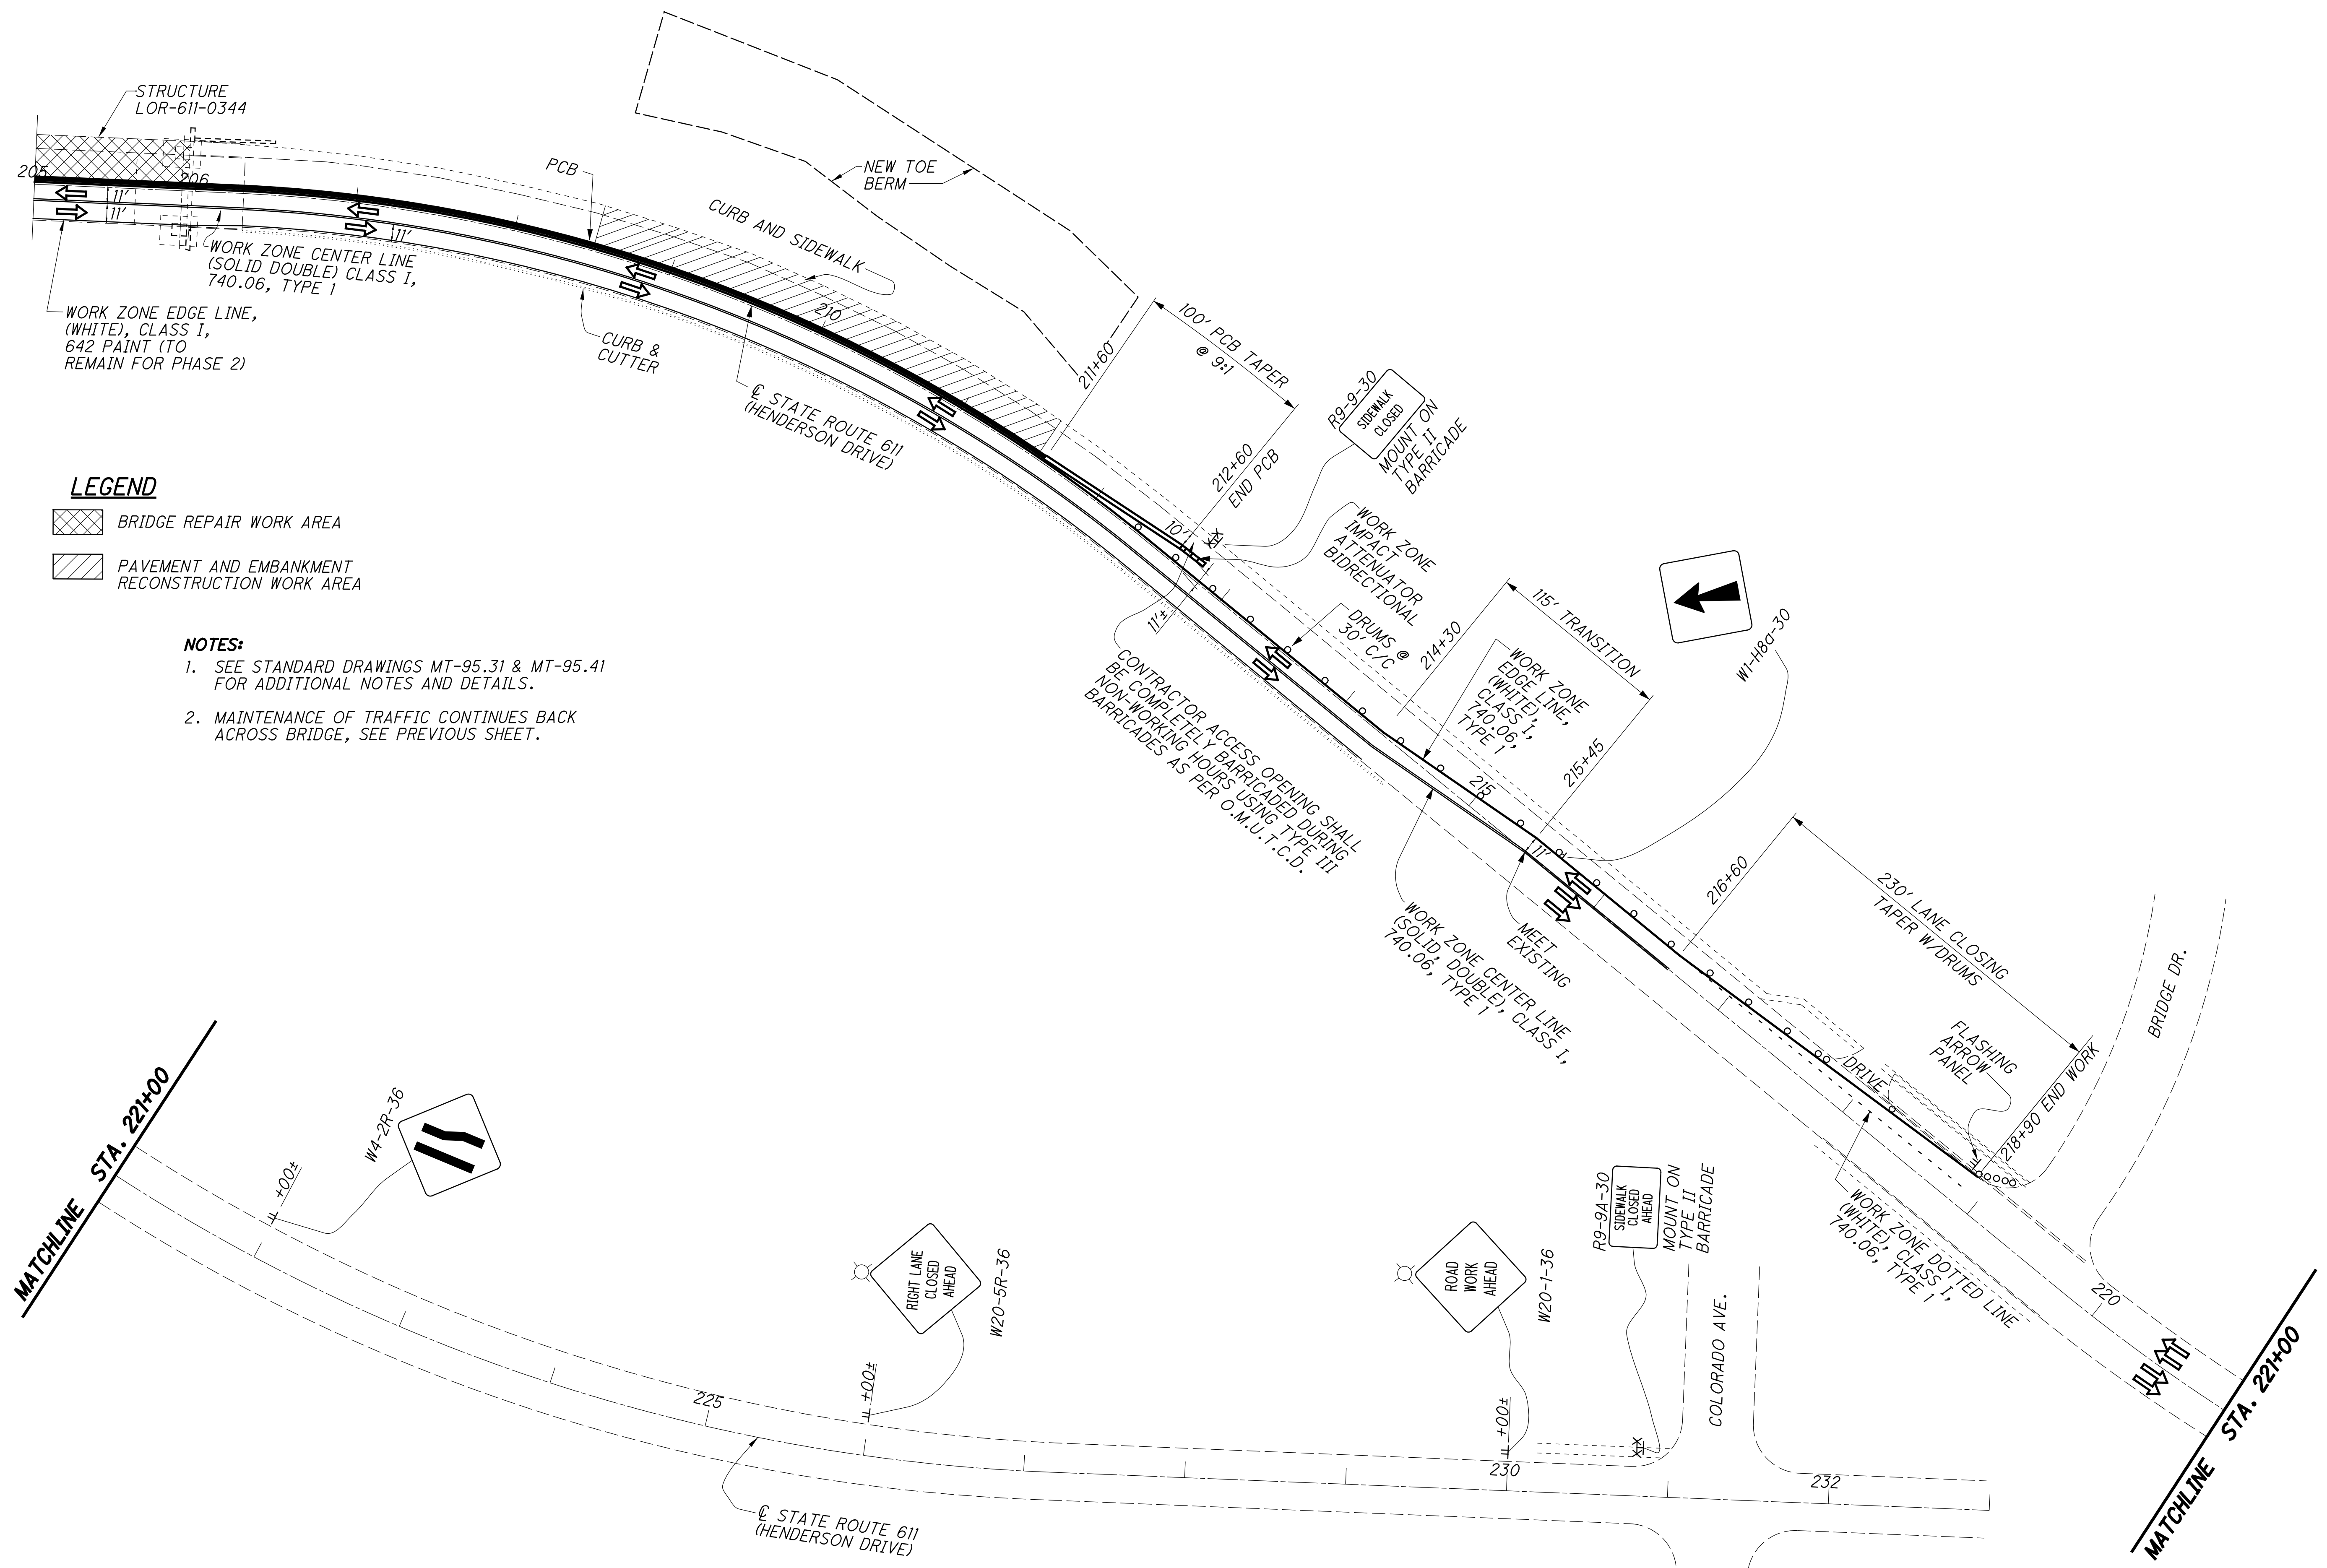 STRUCTURE
LOR-611-0344
205
206
11'
11'
11'
PCB
NEW TOE
BERM
CURB AND SIDEWALK
WORK ZONE CENTER LINE
(SOLID DOUBLE) CLASS I,
740.06, TYPE 1
WORK ZONE EDGE LINE,
(WHITE), CLASS I,
642 PAINT (TO
REMAIN FOR PHASE 2)
CURB &
CUTTER
210
℄ STATE ROUTE 611
(HENDERSON DRIVE)
211+60
100' PCB TAPER
@ 9:1
212+60
END PCB
R9-9-30
SIDEWALK
CLOSED
MOUNT ON
TYPE II
BARRICADE
10'
WORK ZONE
IMPACT
ATTENUATOR
BIDRECTIONAL
11'±
DRUMS @
30' C/C
CONTRACTOR ACCESS OPENING SHALL
BE COMPLETELY BARRICADED DURING
NON-WORKING HOURS USING TYPE III
BARRICADES AS PER O.M.U.T.C.D.
214+30
115' TRANSITION
215+45
WORK ZONE
EDGE LINE,
(WHITE),
CLASS I,
740.06,
TYPE 1
W1-H8a-30
215
11'
WORK ZONE CENTER LINE
(SOLID, DOUBLE), CLASS I,
740.06, TYPE 1
MEET
EXISTING
216+60
230' LANE CLOSING
TAPER W/DRUMS
BRIDGE DR.
FLASHING
ARROW
PANEL
DRIVE
218+90 END WORK
WORK ZONE DOTTED LINE
(WHITE), CLASS I,
740.06, TYPE 1
220
MATCHLINE STA. 221+00
LEGEND
BRIDGE REPAIR WORK AREA
PAVEMENT AND EMBANKMENT
RECONSTRUCTION WORK AREA
NOTES:
1. SEE STANDARD DRAWINGS MT-95.31 & MT-95.41
FOR ADDITIONAL NOTES AND DETAILS.
2. MAINTENANCE OF TRAFFIC CONTINUES BACK
ACROSS BRIDGE, SEE PREVIOUS SHEET.
MATCHLINE STA. 221+00
+00±
W4-2R-36
225
+00±
RIGHT LANE
CLOSED
AHEAD
W20-5R-36
℄ STATE ROUTE 611
(HENDERSON DRIVE)
ROAD
WORK
AHEAD
W20-1-36
+00±
230
R9-9A-30
SIDEWALK
CLOSED
AHEAD
MOUNT ON
TYPE II
BARRICADE
COLORADO AVE.
232